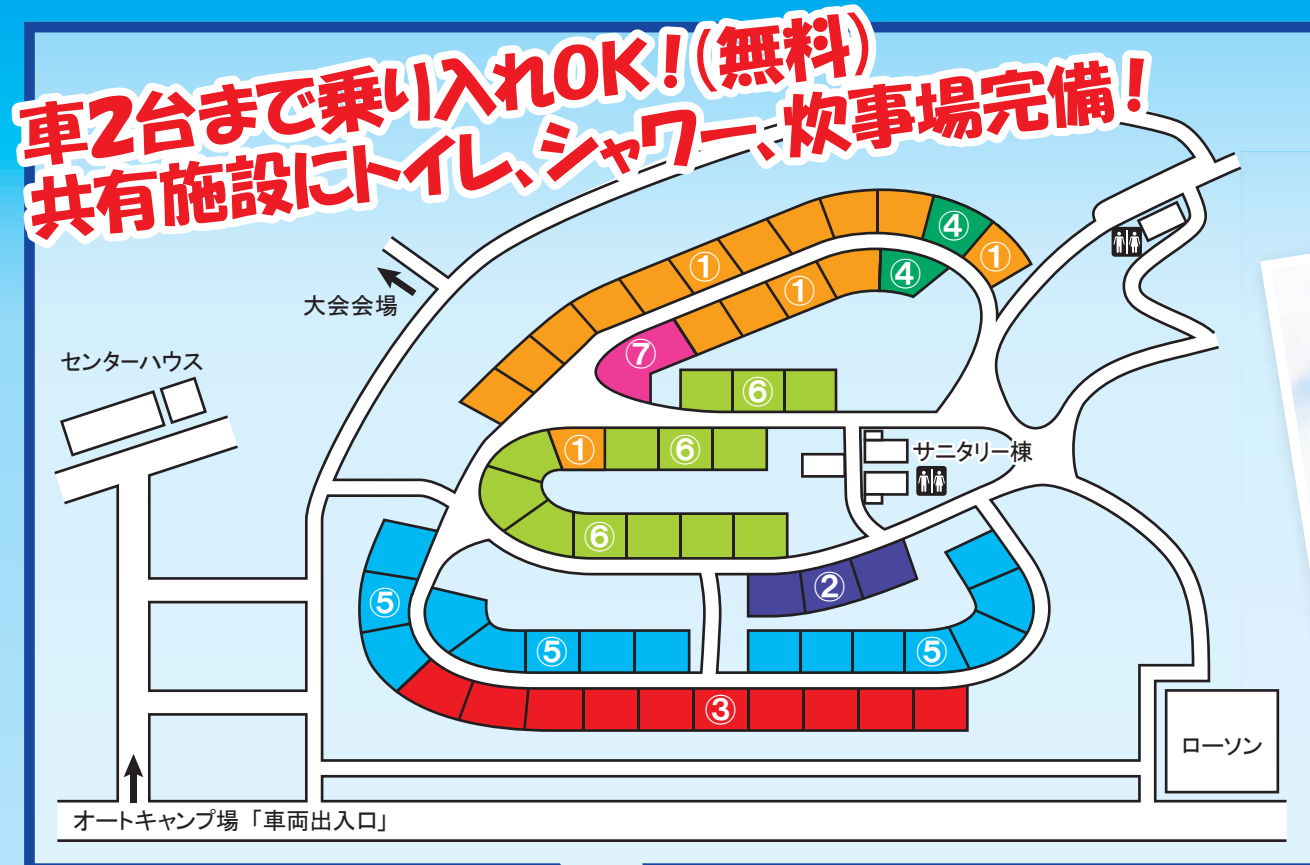 車2台まで乗り入れOK!(無料)
共有施設にトイレ、シャワー、炊事場完備!
大会会場
センターハウス
④
①
①
④
①
⑦
⑥
①
⑥
サニタリー棟
⑥
②
⑤
⑤
⑤
③
ローソン
オートキャンプ場「車両出入口」